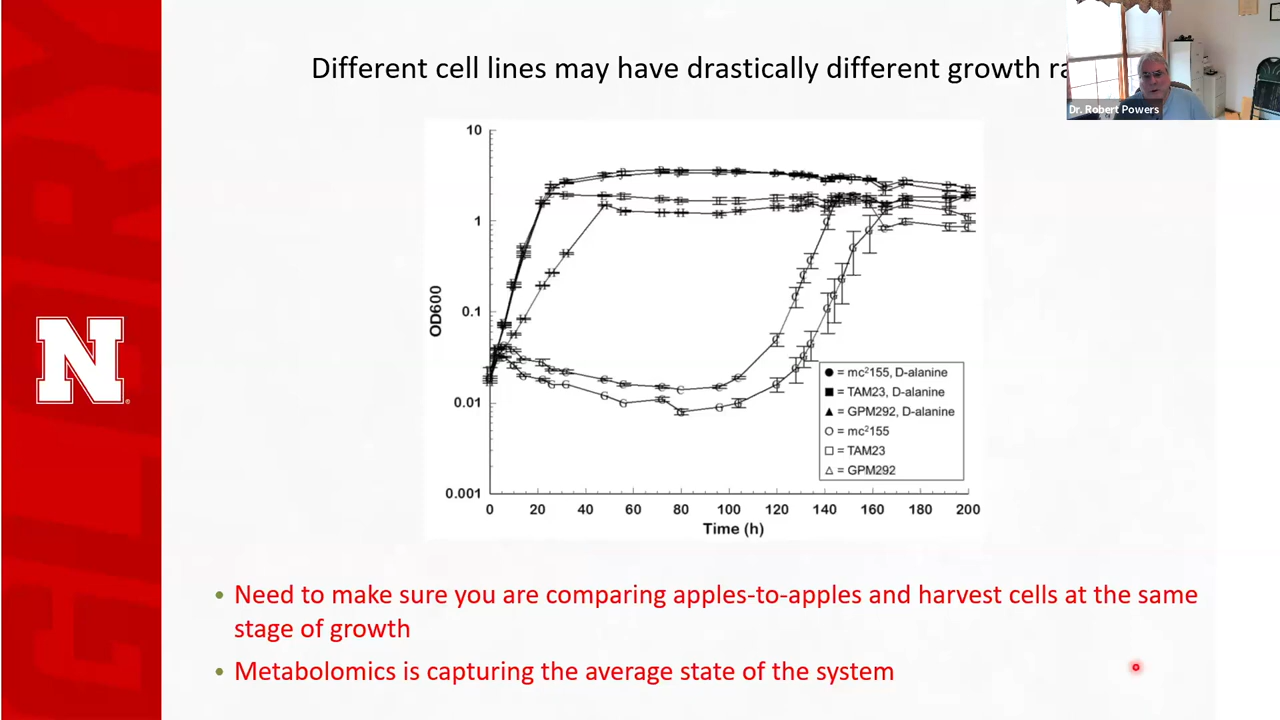 Different cell lines may have drastically different growth ra
Dr. Robert Powers
10
1
0.1
0.01
0.001
OD600
0
20
40
60
80
100
120
140
160
180
200
Time (h)
● = mc²155, D-alanine
■ = TAM23, D-alanine
▲ = GPM292, D-alanine
○ = mc²155
□ = TAM23
△ = GPM292
N
• Need to make sure you are comparing apples-to-apples and harvest cells at the same
stage of growth
• Metabolomics is capturing the average state of the system